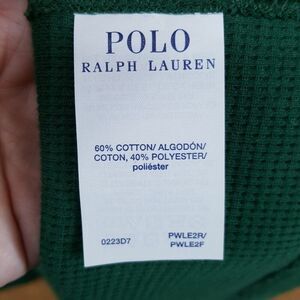 POLO
RALPH LAUREN
60% COTTON/ ALGODÓN/
COTON, 40% POLYESTER/
poliéster
0223D7
PWLE2R/
PWLE2F